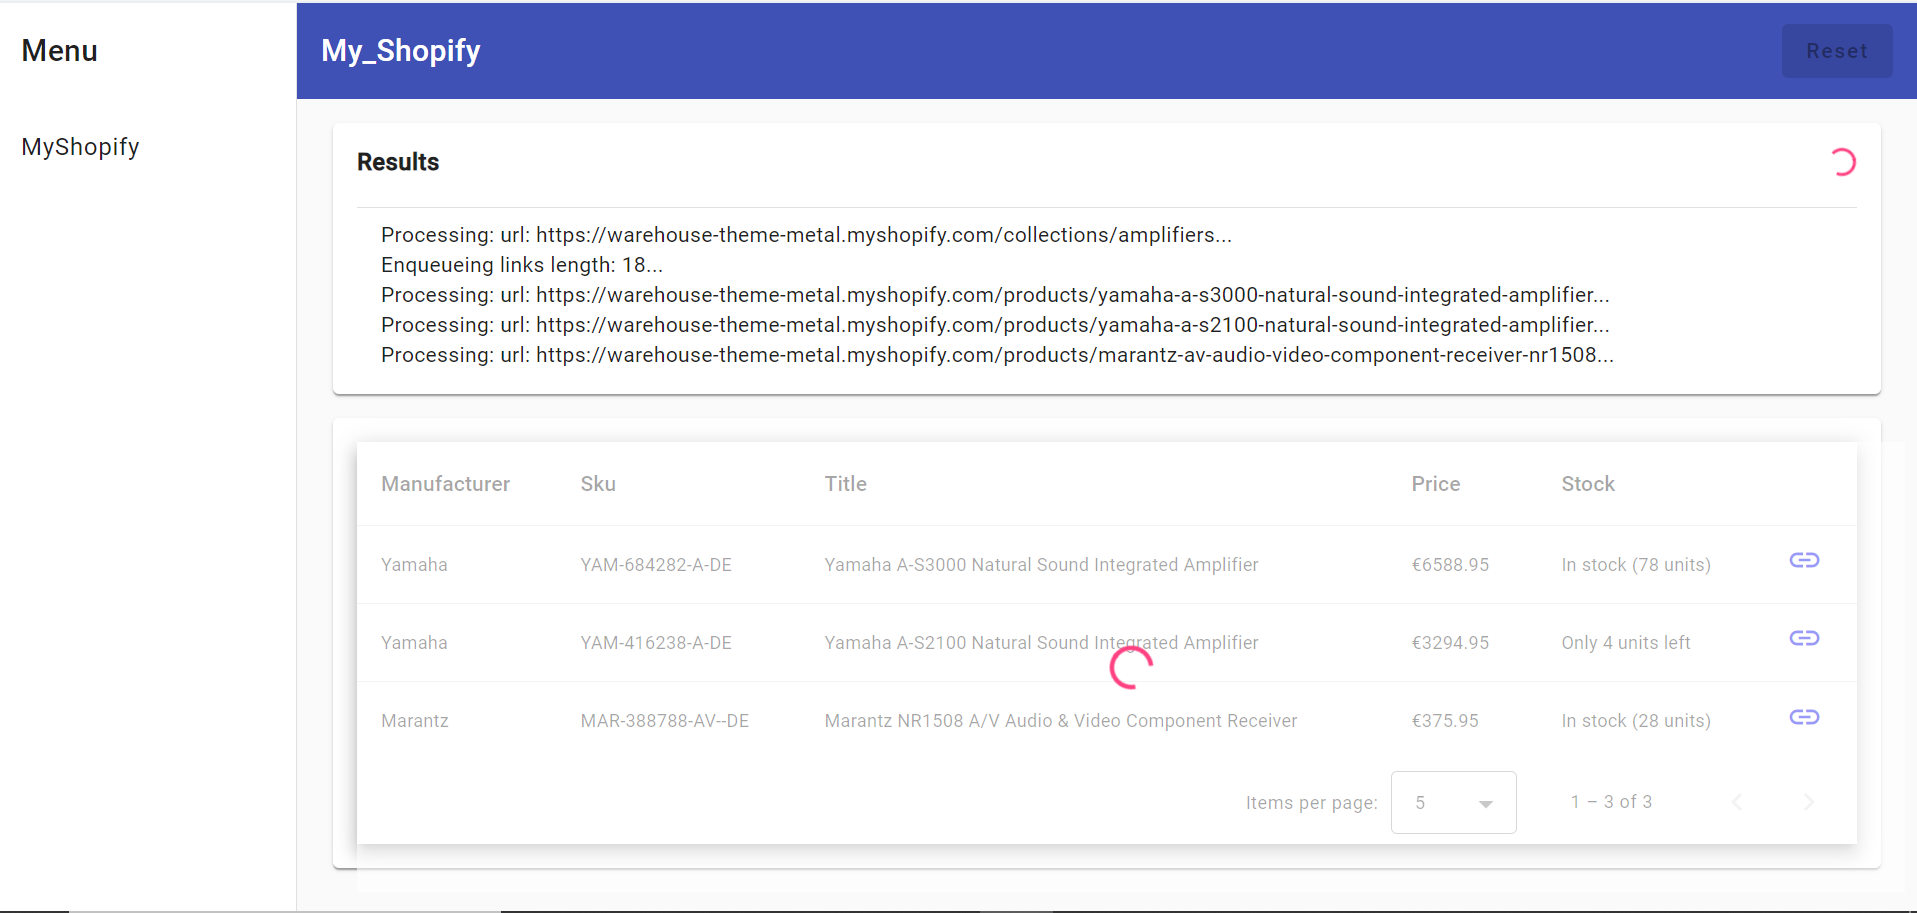 Menu
My_Shopify
Reset
MyShopify
Results
Processing: url: https://warehouse-theme-metal.myshopify.com/collections/amplifiers...
Enqueueing links length: 18...
Processing: url: https://warehouse-theme-metal.myshopify.com/products/yamaha-a-s3000-natural-sound-integrated-amplifier...
Processing: url: https://warehouse-theme-metal.myshopify.com/products/yamaha-a-s2100-natural-sound-integrated-amplifier...
Processing: url: https://warehouse-theme-metal.myshopify.com/products/marantz-av-audio-video-component-receiver-nr1508...
Manufacturer Sku Title Price Stock
Yamaha YAM-684282-A-DE Yamaha A-S3000 Natural Sound Integrated Amplifier €6588.95 In stock (78 units)
Yamaha YAM-416238-A-DE Yamaha A-S2100 Natural Sound Integrated Amplifier €3294.95 Only 4 units left
Marantz MAR-388788-AV--DE Marantz NR1508 A/V Audio & Video Component Receiver €375.95 In stock (28 units)
Items per page: 5 1 – 3 of 3